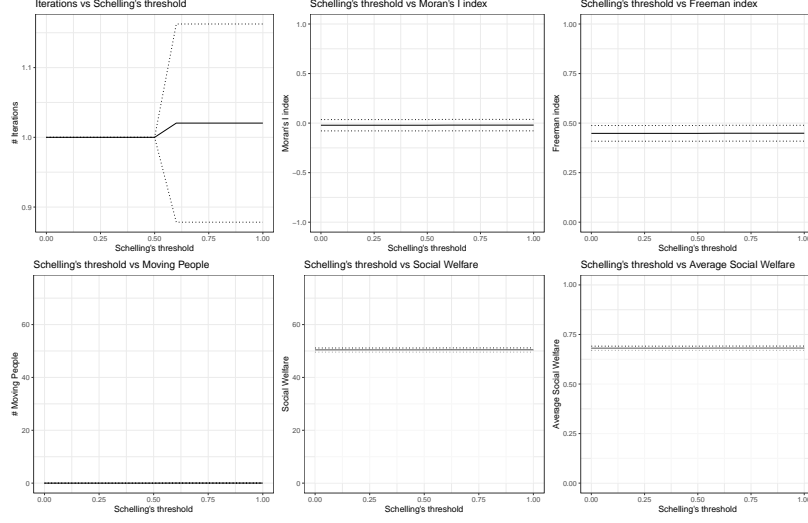 Iterations vs Schelling's threshold
1.1
1.0
0.9
# Iterations
0.00 0.25 0.50 0.75 1.00
Schelling's threshold
Schelling's threshold vs Moran's I index
1.0
0.5
0.0
−0.5
−1.0
Moran's I index
0.00 0.25 0.50 0.75 1.00
Schelling's threshold
Schelling's threshold vs Freeman index
1.00
0.75
0.50
0.25
0.00
Freeman index
0.00 0.25 0.50 0.75 1.00
Schelling's threshold
Schelling's threshold vs Moving People
60
40
20
0
# Moving People
0.00 0.25 0.50 0.75 1.00
Schelling's threshold
Schelling's threshold vs Social Welfare
60
40
20
0
Social Welfare
0.00 0.25 0.50 0.75 1.00
Schelling's threshold
Schelling's threshold vs Average Social Welfare
1.00
0.75
0.50
0.25
0.00
Average Social Welfare
0.00 0.25 0.50 0.75 1.00
Schelling's threshold